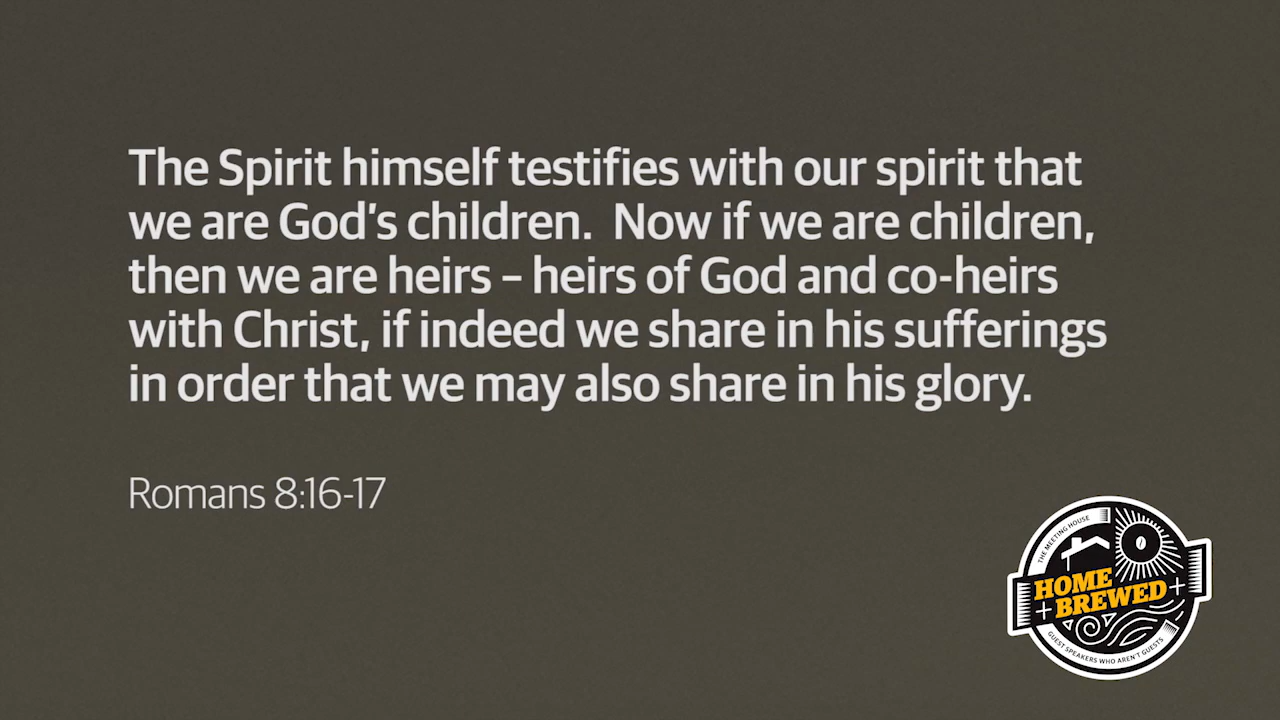 The Spirit himself testifies with our spirit that
we are God's children.  Now if we are children,
then we are heirs – heirs of God and co-heirs
with Christ, if indeed we share in his sufferings
in order that we may also share in his glory.
Romans 8:16-17
THE MEETING HOUSE
HOME
BREWED
GUEST SPEAKERS WHO AREN'T GUESTS